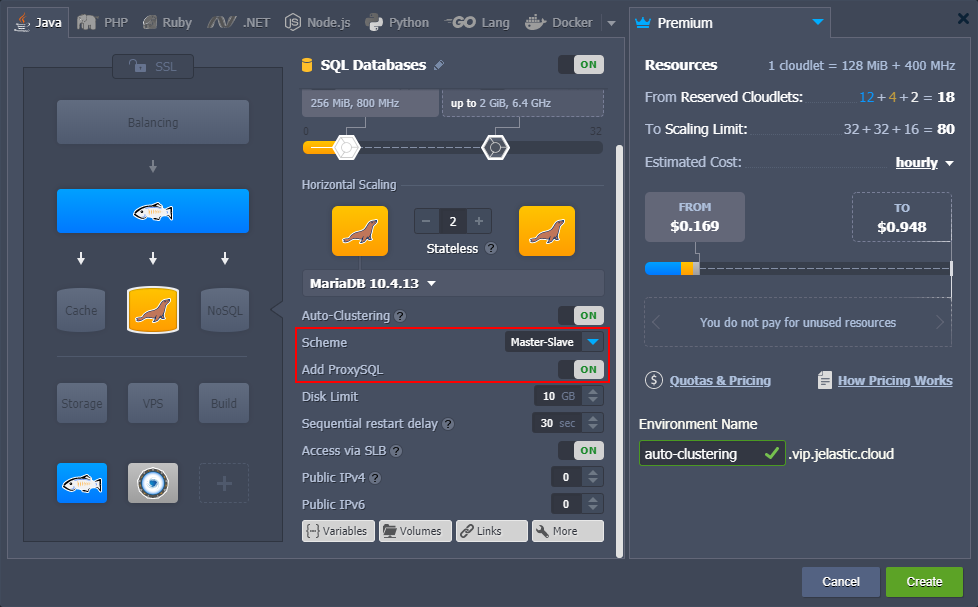 Java
PHP
Ruby
.NET
Node.js
Python
Lang
Docker
Premium
SSL
Balancing
Cache
NoSQL
Storage
VPS
Build
SQL Databases
ON
256 MiB, 800 MHz
up to 2 GiB, 6.4 GHz
0
32
Horizontal Scaling
− 2 +
Stateless ?
MariaDB 10.4.13
Auto-Clustering ? ON
Scheme Master-Slave
Add ProxySQL ON
Disk Limit 10 GB
Sequential restart delay ? 30 sec
Access via SLB ? ON
Public IPv4 ? 0
Public IPv6 0
Variables
Volumes
Links
More
Resources 1 cloudlet = 128 MiB + 400 MHz
From Reserved Cloudlets: 12 + 4 + 2 = 18
To Scaling Limit: 32 + 32 + 16 = 80
Estimated Cost: hourly
FROM
$0.169
TO
$0.948
You do not pay for unused resources
$ Quotas & Pricing
How Pricing Works
Environment Name
auto-clustering .vip.jelastic.cloud
Cancel
Create